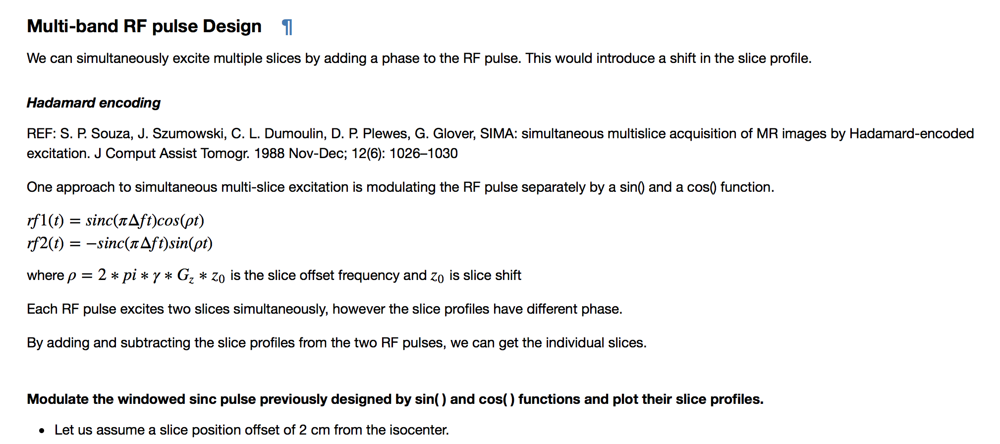 Multi-band RF pulse Design ¶
We can simultaneously excite multiple slices by adding a phase to the RF pulse. This would introduce a shift in the slice profile.
Hadamard encoding
REF: S. P. Souza, J. Szumowski, C. L. Dumoulin, D. P. Plewes, G. Glover, SIMA: simultaneous multislice acquisition of MR images by Hadamard-encoded
excitation. J Comput Assist Tomogr. 1988 Nov-Dec; 12(6): 1026–1030
One approach to simultaneous multi-slice excitation is modulating the RF pulse separately by a sin() and a cos() function.
rf1(t) = sinc(πΔft)cos(ρt)
rf2(t) = −sinc(πΔft)sin(ρt)
where ρ = 2 ∗ pi ∗ γ ∗ G_z ∗ z_0 is the slice offset frequency and z_0 is slice shift
Each RF pulse excites two slices simultaneously, however the slice profiles have different phase.
By adding and subtracting the slice profiles from the two RF pulses, we can get the individual slices.
Modulate the windowed sinc pulse previously designed by sin( ) and cos( ) functions and plot their slice profiles.
• Let us assume a slice position offset of 2 cm from the isocenter.